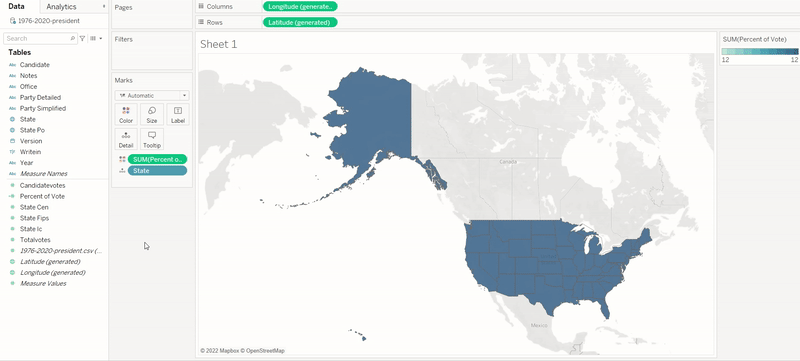 Data
Analytics
1976-2020-president
Search
Tables
Candidate
Notes
Office
Party Detailed
Party Simplified
State
State Po
Version
Writein
Year
Measure Names
Candidatevotes
Percent of Vote
State Cen
State Fips
State Ic
Totalvotes
1976-2020-president.csv (...
Latitude (generated)
Longitude (generated)
Measure Values
Pages
Filters
Marks
Automatic
Color
Size
Label
Detail
Tooltip
SUM(Percent o..
State
Columns
Longitude (generate..
Rows
Latitude (generated)
Sheet 1
Canada
Mexico
© 2022 Mapbox © OpenStreetMap
SUM(Percent of Vote)
12 12